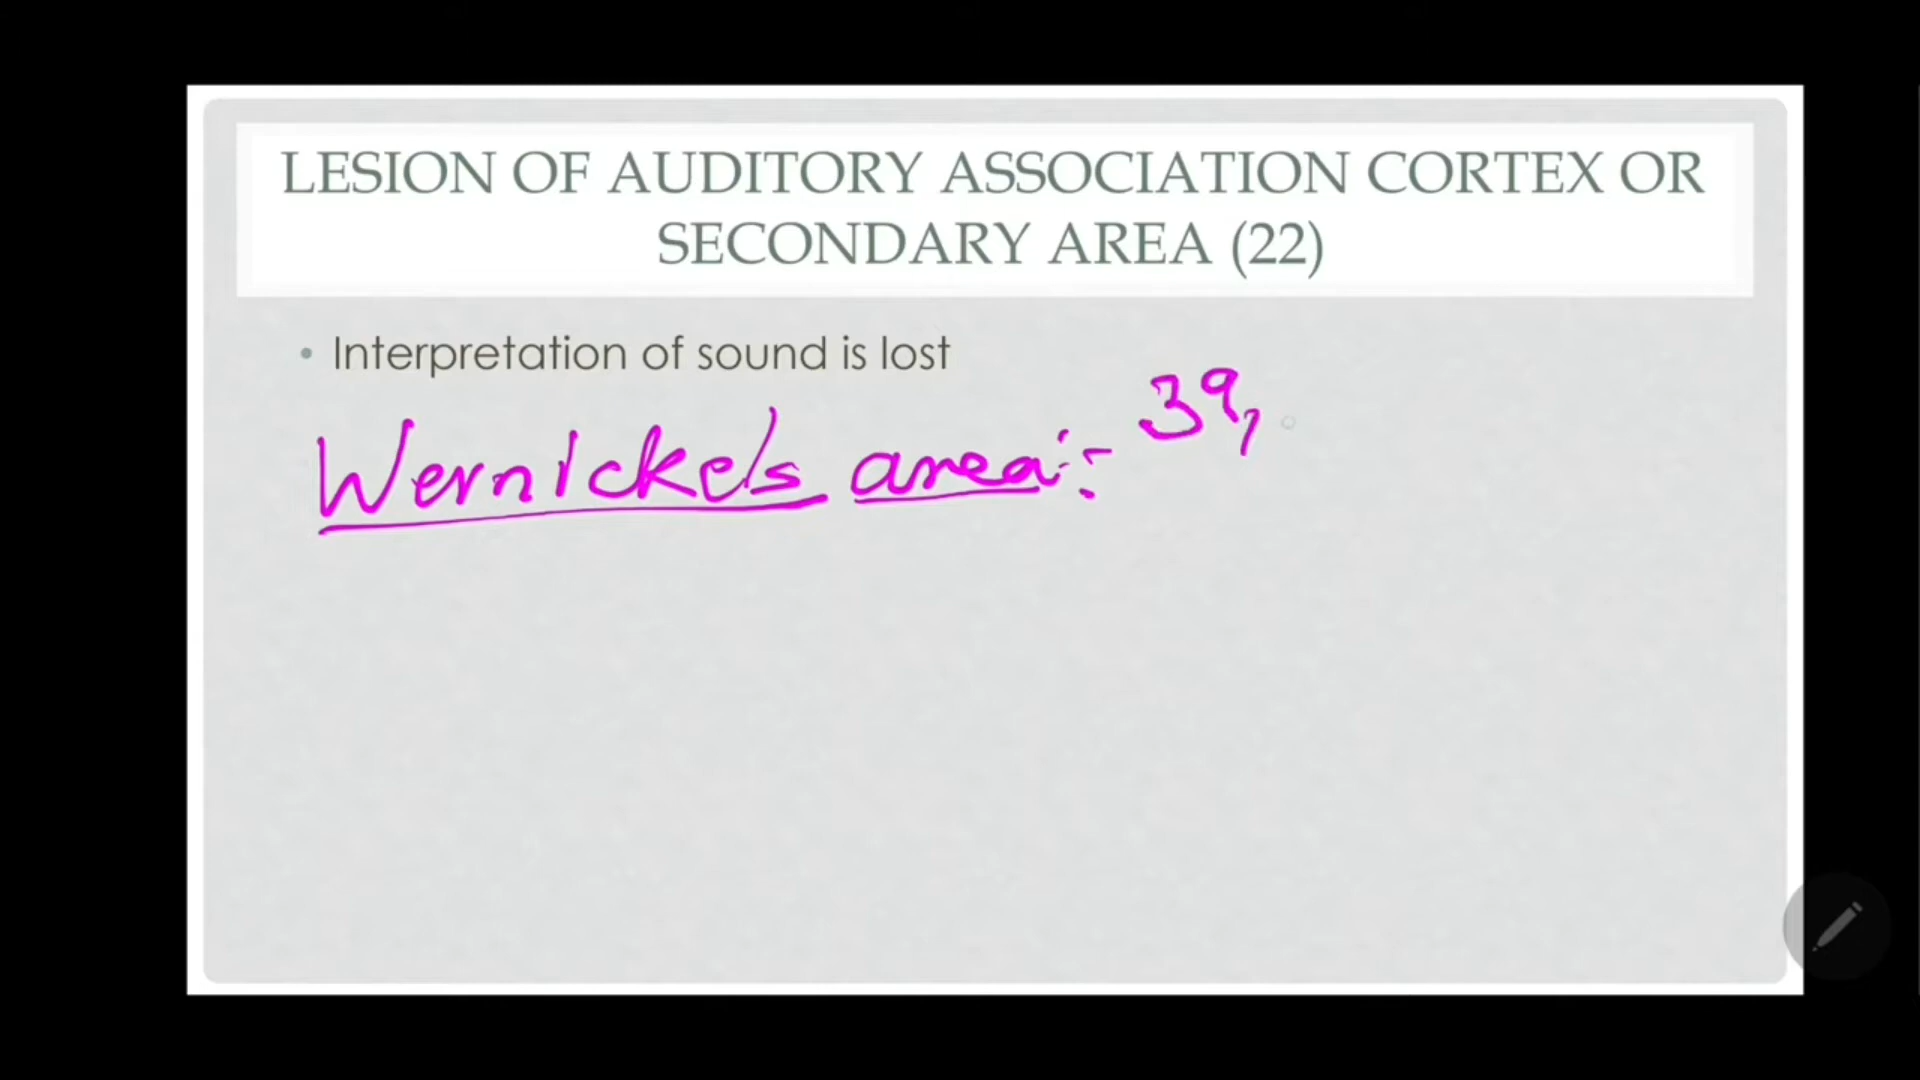 LESION OF AUDITORY ASSOCIATION CORTEX OR
SECONDARY AREA (22)
• Interpretation of sound is lost
Wernicke's area:- 39,